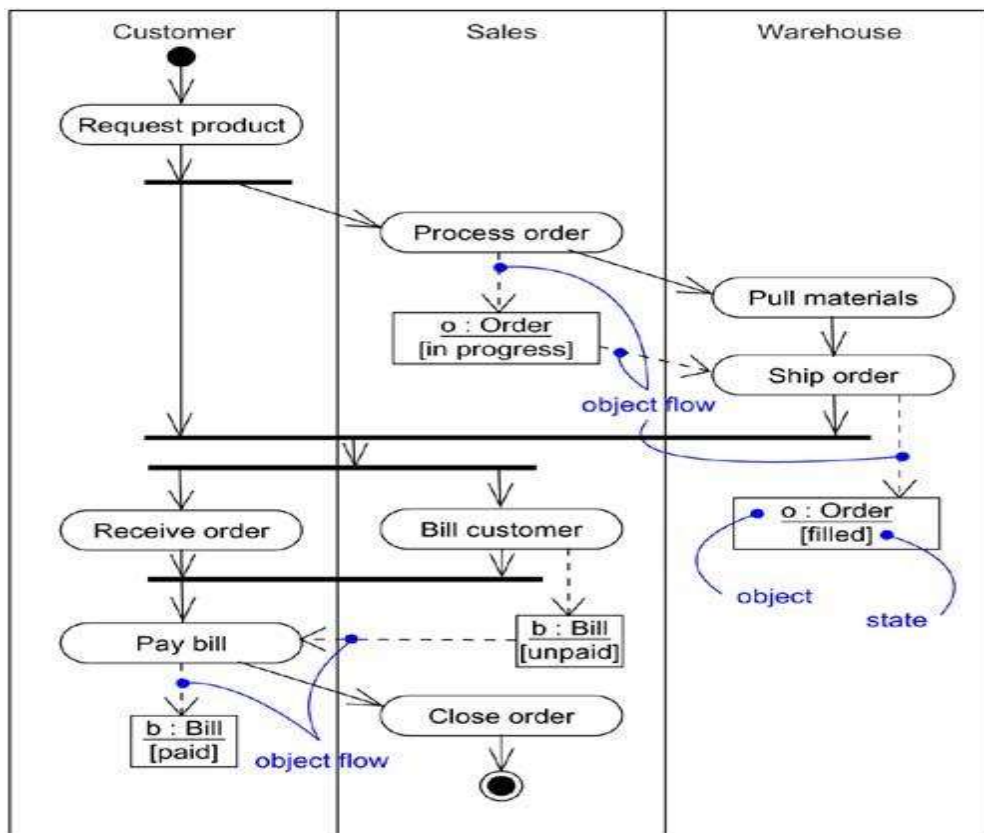 Customer
Sales
Warehouse
Request product
Process order
Pull materials
o : Order
[in progress]
Ship order
object flow
Receive order
Bill customer
o : Order
[filled]
object
state
Pay bill
b : Bill
[unpaid]
Close order
b : Bill
[paid]
object flow